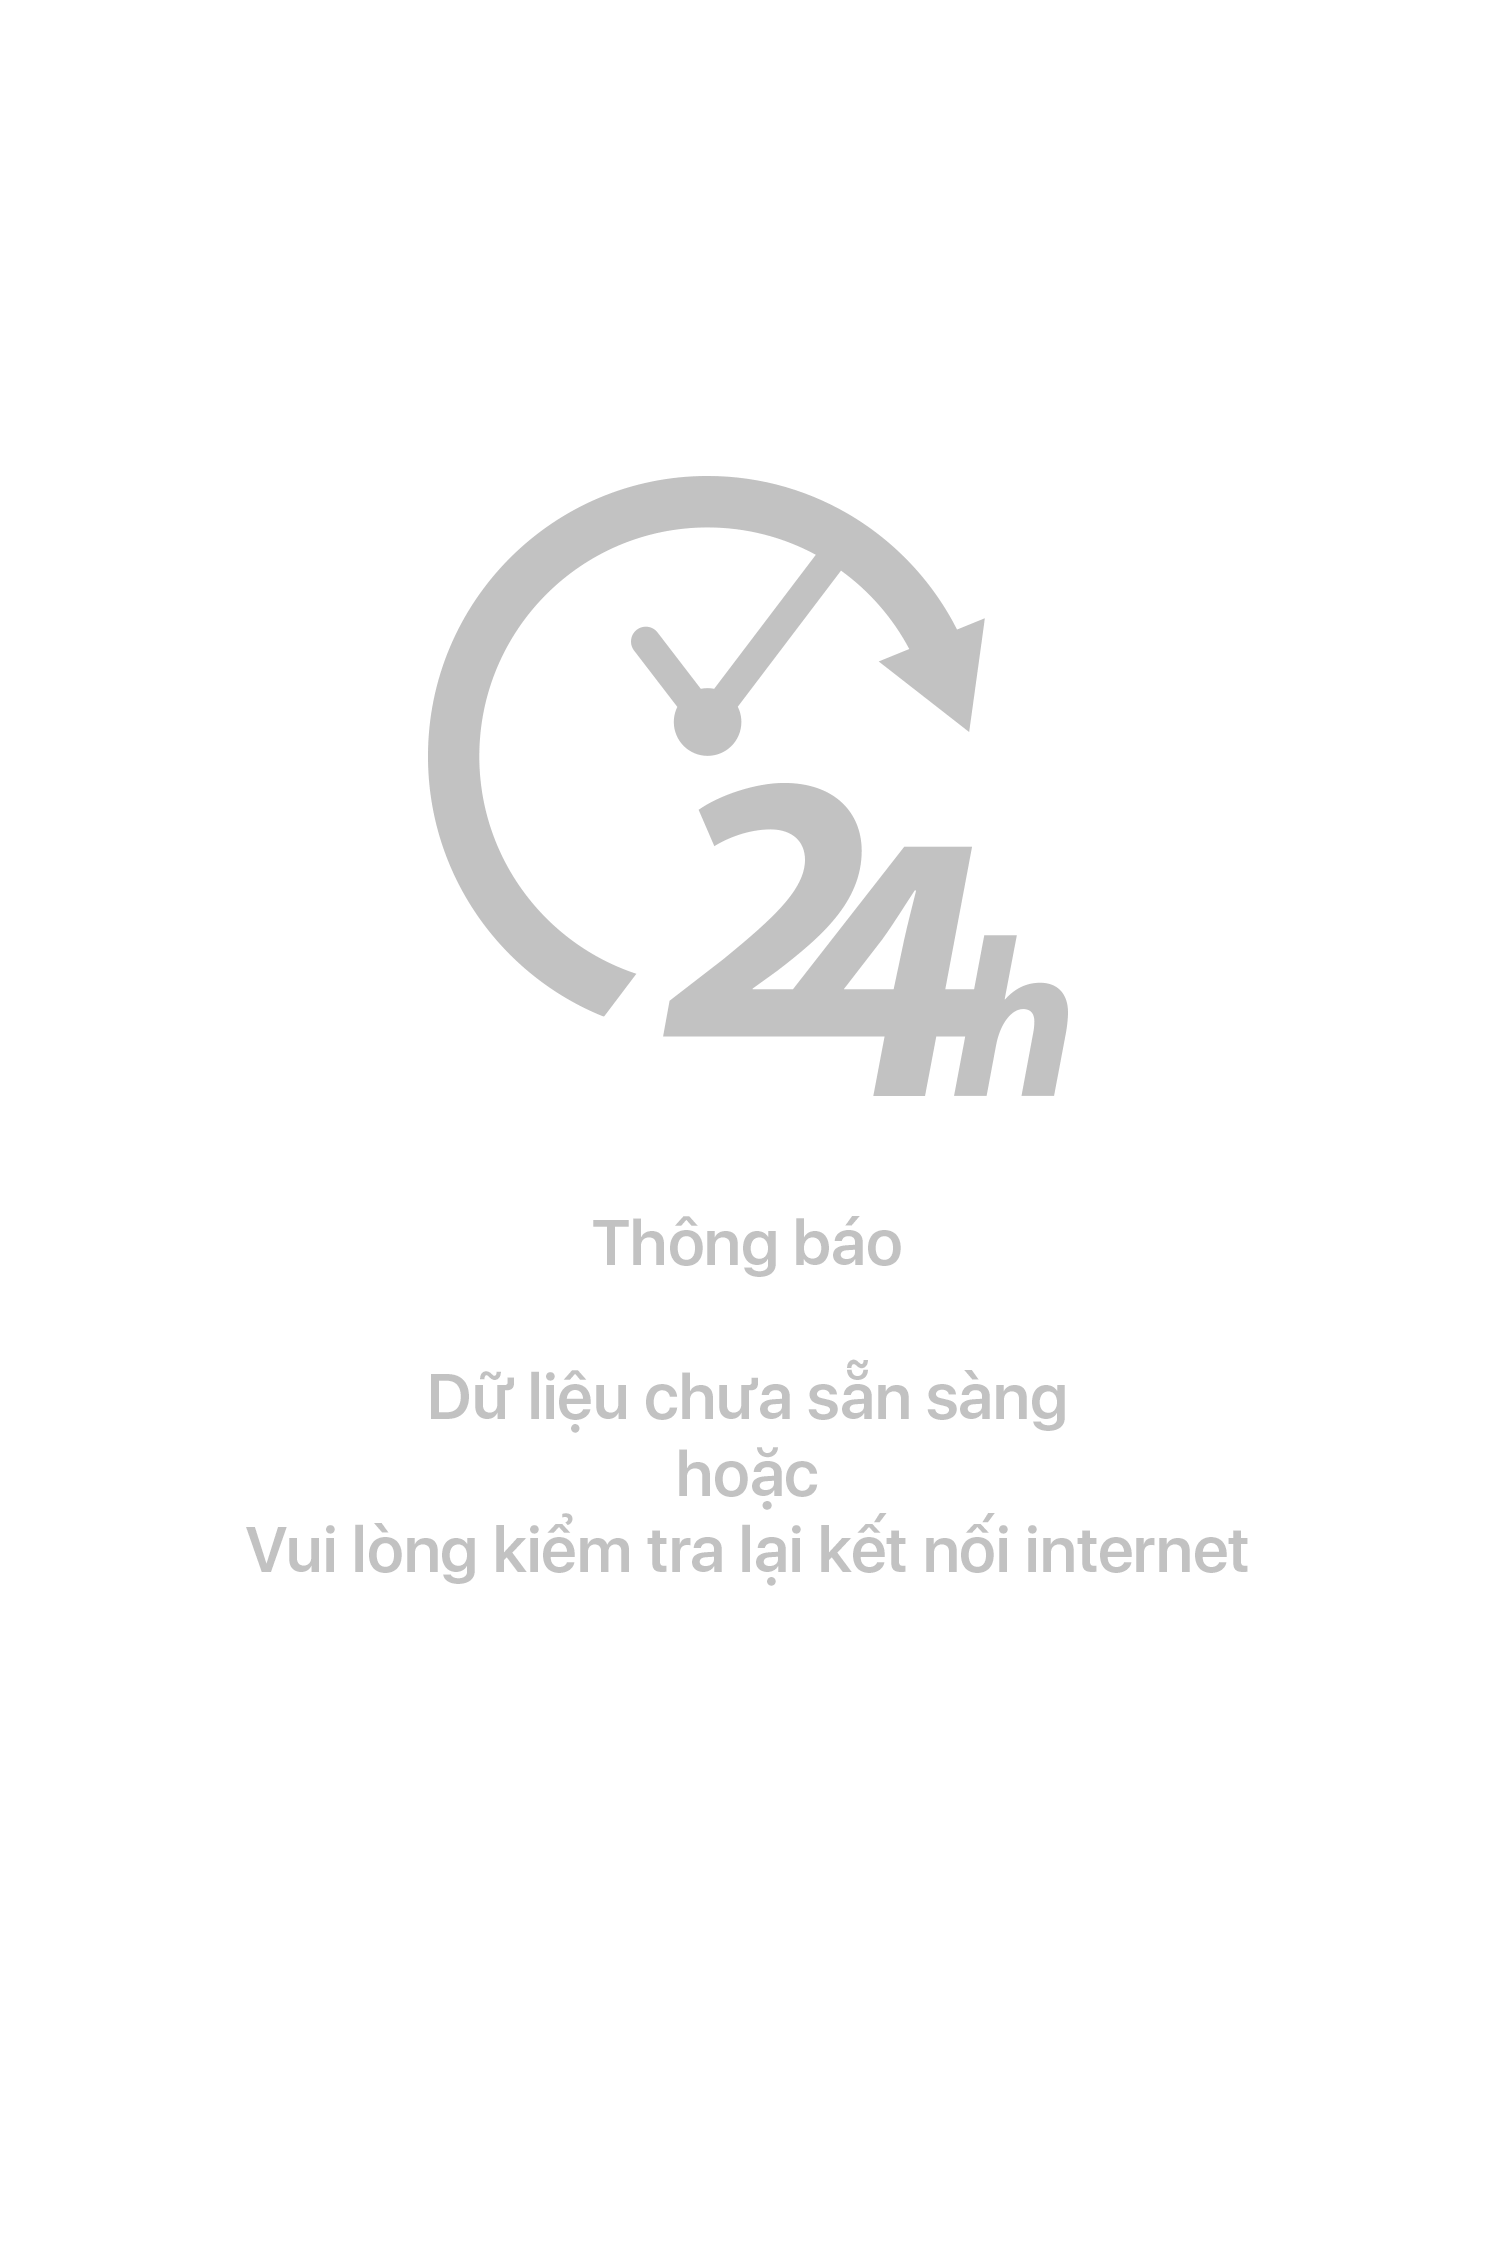 24h
Thông báo
Dữ liệu chưa sẵn sàng
hoặc
Vui lòng kiểm tra lại kết nối internet